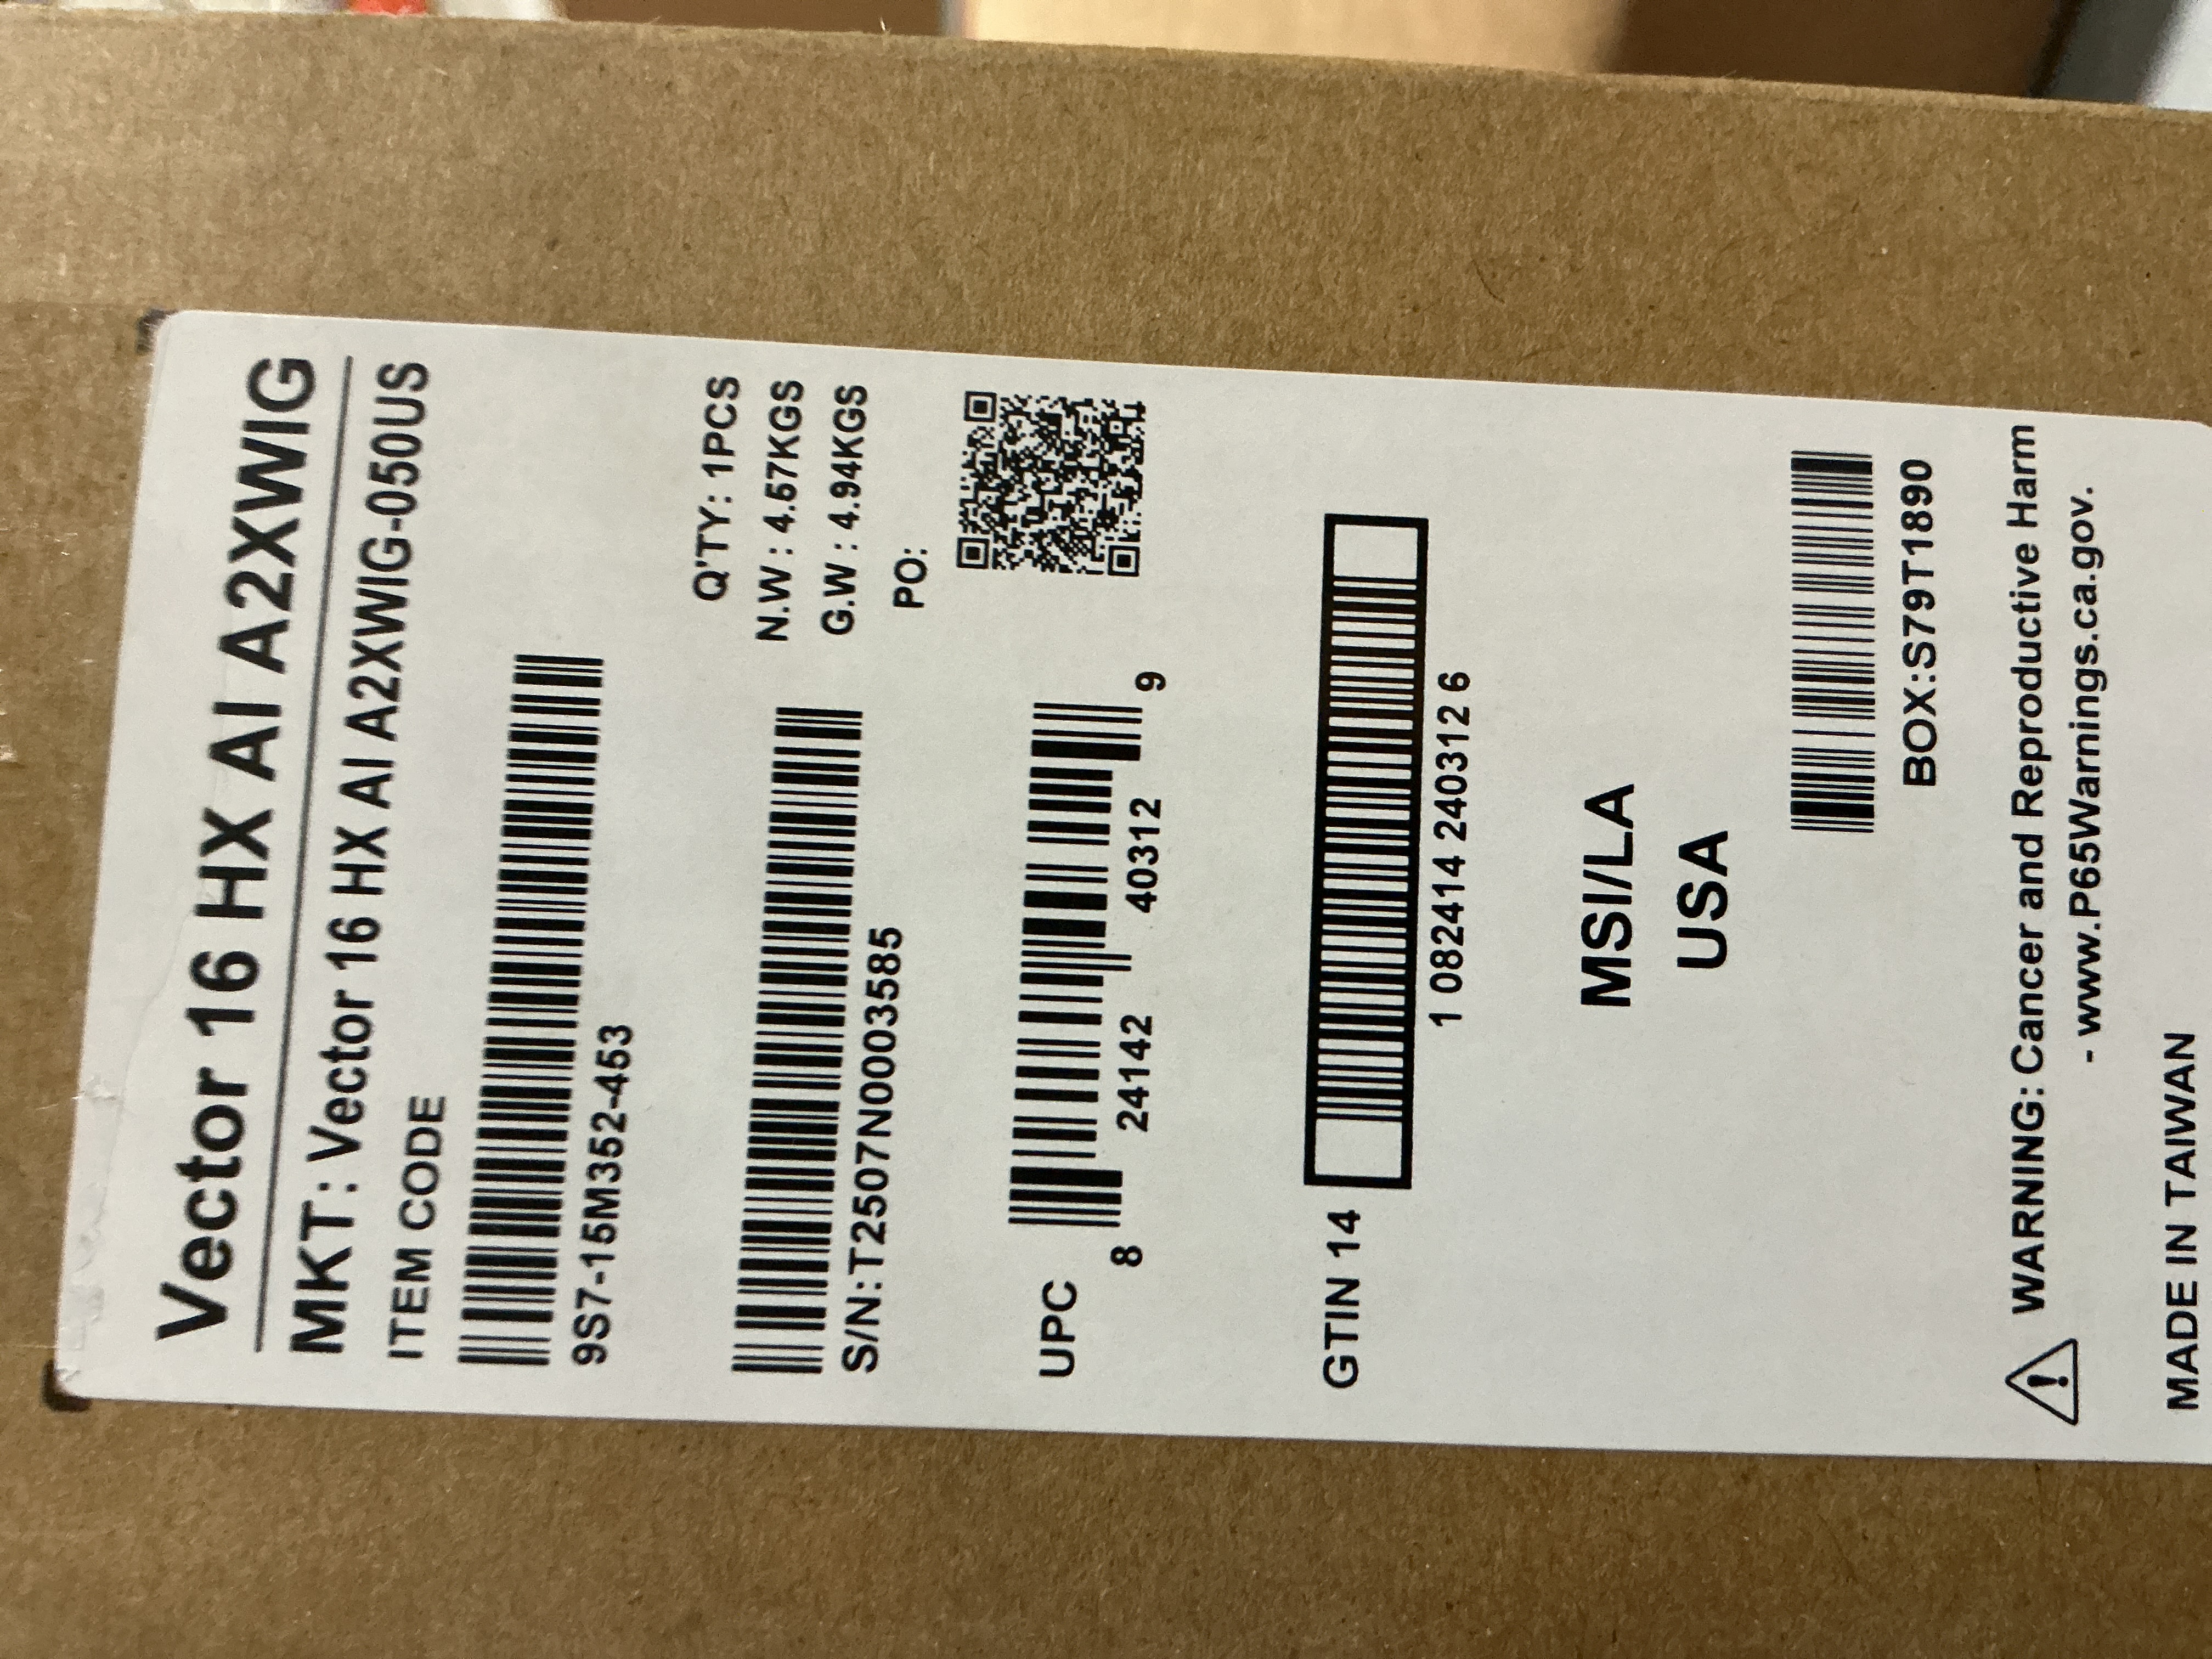 Vector 16 HX AI A2XWIG
MKT: Vector 16 HX AI A2XWIG-050US
ITEM CODE
9S7-15M352-453
Q'TY: 1PCS
N.W : 4.57KGS
G.W : 4.94KGS
PO:
S/N:T2507N0003585
UPC
8 24142 40312 9
GTIN 14
1 082414 240312 6
MSI/LA
USA
BOX:S79T1890
WARNING: Cancer and Reproductive Harm
- www.P65Warnings.ca.gov.
MADE IN TAIWAN